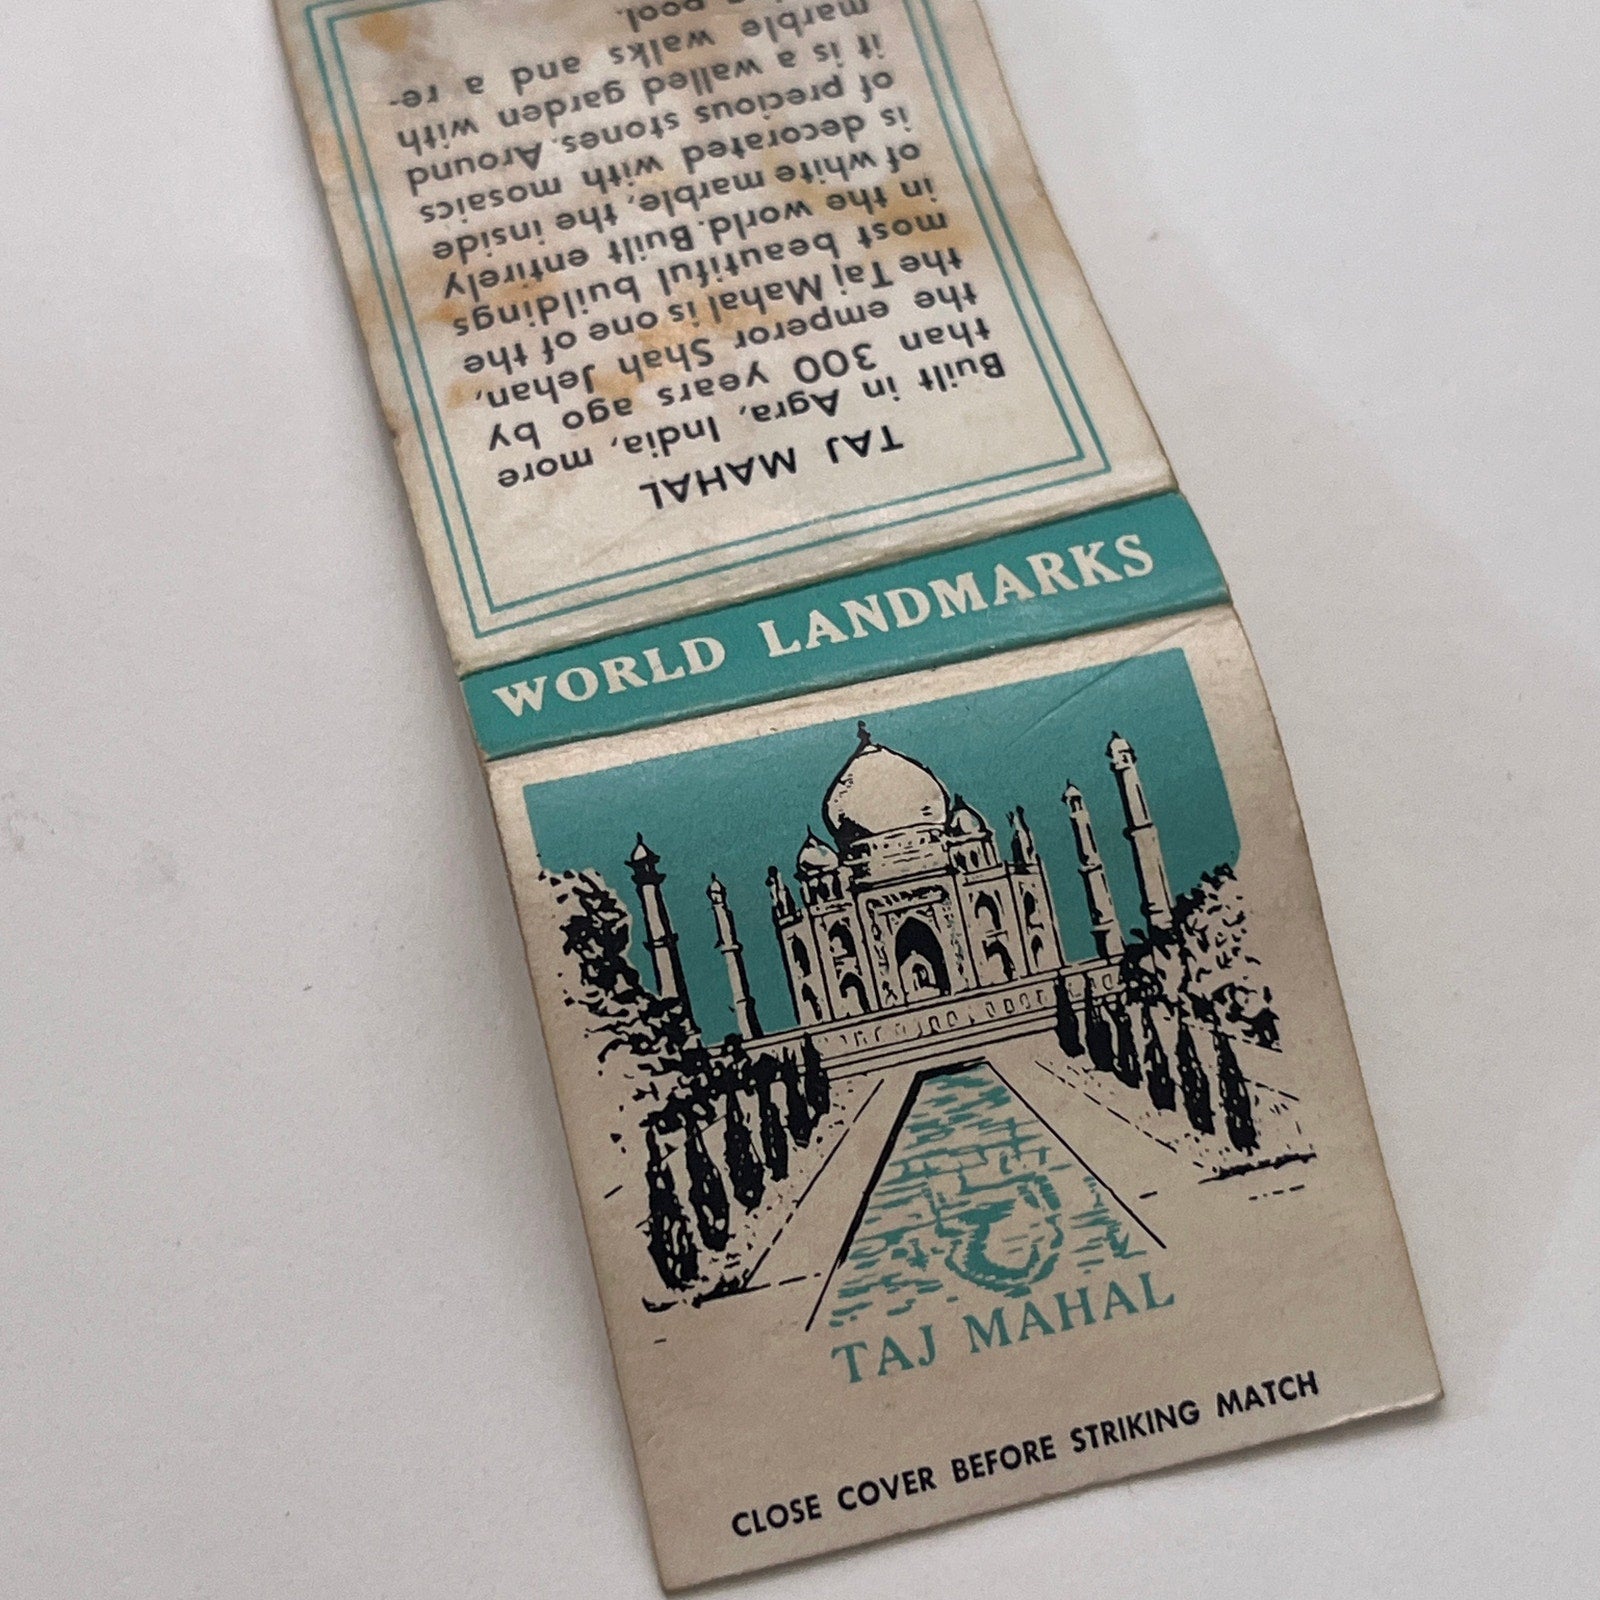 TAJ MAHAL
Built in Agra, India, more
than 300 years ago by
the emperor Shah Jehan,
the Taj Mahal is one of the
most beautiful buildings
in the world. Built entirely
of white marble, the inside
is decorated with mosaics
of precious stones. Around
it is a walled garden with
marble walks and a re-
pool.
WORLD LANDMARKS
TAJ MAHAL
CLOSE COVER BEFORE STRIKING MATCH